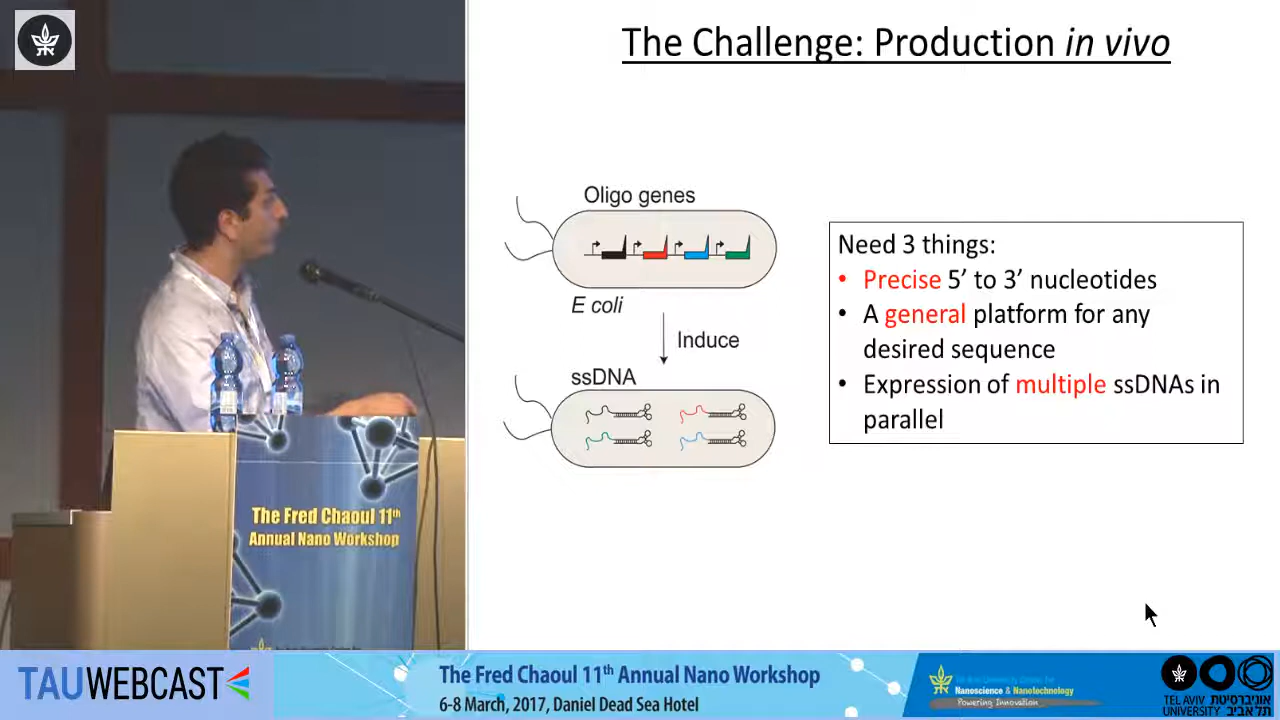 The Challenge: Production in vivo
Oligo genes
E coli
Induce
ssDNA
Need 3 things:
• Precise 5’ to 3’ nucleotides
• A general platform for any
desired sequence
• Expression of multiple ssDNAs in
parallel
The Fred Chaoul 11th
Annual Nano Workshop
TAUWEBCAST
The Fred Chaoul 11th Annual Nano Workshop
6-8 March, 2017, Daniel Dead Sea Hotel
Nanoscience & Nanotechnology
Powering Innovation
TEL AVIV אוניברסיטת
UNIVERSITY תל אביב